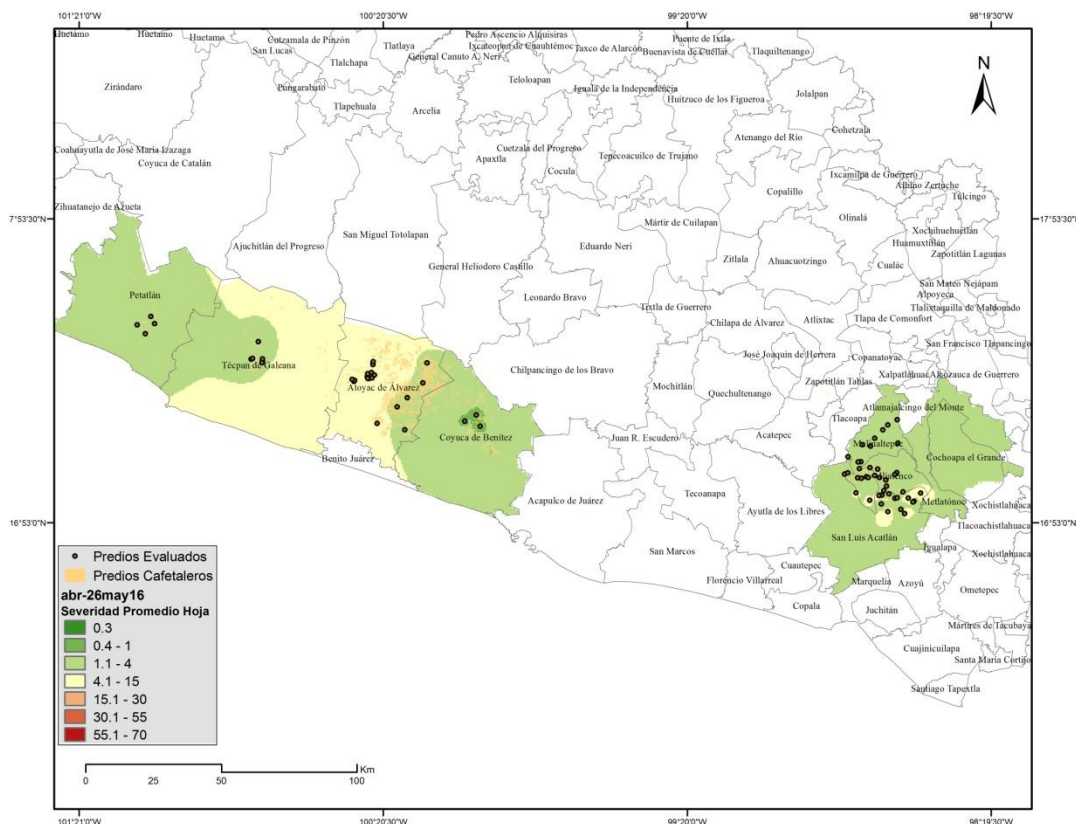 101°21'0"W
100°20'30"W
99°20'0"W
98°19'30"W
Huetamo
Huetamo
Huetamo
Cutzamala de Pinzón
San Lucas
Tlatlaya
Pedro Ascencio Alquisiras
Ixcateopan de Cuauhtémoc
General Canuto A. Neri
Taxco de Alarcón
Puente de Ixtla
Buenavista de Cuéllar
Tlaquiltenango
Tlalchapa
Zirándaro
Pungarabato
Teloloapan
Iguala de la Independencia
Huitzuco de los Figueroa
Jolalpan
N
Tlapehuala
Arcelia
Coahuayutla de José María Izazaga
Coyuca de Catalán
Cuetzala del Progreso
Apaxtla
Cocula
Tepecoacuilco de Trujano
Atenango del Río
Cohetzala
Ixcamilpa de Guerrero
Albino Zertuche
Tulcingo
Copalillo
Zihuatanejo de Azueta
7°53'30"N
17°53'30"N
Ajuchitlán del Progreso
San Miguel Totolapan
General Heliodoro Castillo
Eduardo Neri
Mártir de Cuilapan
Zitlala
Ahuacuotzingo
Olinalá
Xochihuehuetlán
Huamuxtitlán
Zapotitlán Lagunas
Cualác
San Mateo Nejápam
Alpoyeca
Tlalixtaquilla de Maldonado
Petatlán
Leonardo Bravo
Tixtla de Guerrero
Chilapa de Álvarez
Atlixtac
Tlapa de Comonfort
San Francisco Tlapancingo
Técpan de Galeana
Atoyac de Álvarez
Chilpancingo de los Bravo
Mochitlán
Quechultenango
José Joaquin de Herrera
Copanatoyac
Zapotitlán Tablas
Xalpatláhuac
Alcozauca de Guerrero
Atlamajalcingo del Monte
Tlacoapa
Malinaltepec
Cochoapa el Grande
Coyuca de Benítez
Benito Juárez
Juan R. Escudero
Acatepec
Iliatenco
Metlatónoc
Acapulco de Juárez
Tecoanapa
Ayutla de los Libres
Xochistlahuaca
Tlacoachistlahuaca
16°53'0"N
16°53'0"N
San Luis Acatlán
Igualapa
Xochistlahuaca
San Marcos
Cuautepec
Florencio Villarreal
Copala
Marquelia
Azoyú
Ometepec
Juchitán
Mártires de Tacubaya
Cuajinicuilapa
Santa María Cortijo
Santiago Tapextla
Predios Evaluados
Predios Cafetaleros
abr-26may16
Severidad Promedio Hoja
0.3
0.4 - 1
1.1 - 4
4.1 - 15
15.1 - 30
30.1 - 55
55.1 - 70
0 25 50 100
Km
101°21'0"W
100°20'30"W
99°20'0"W
98°19'30"W